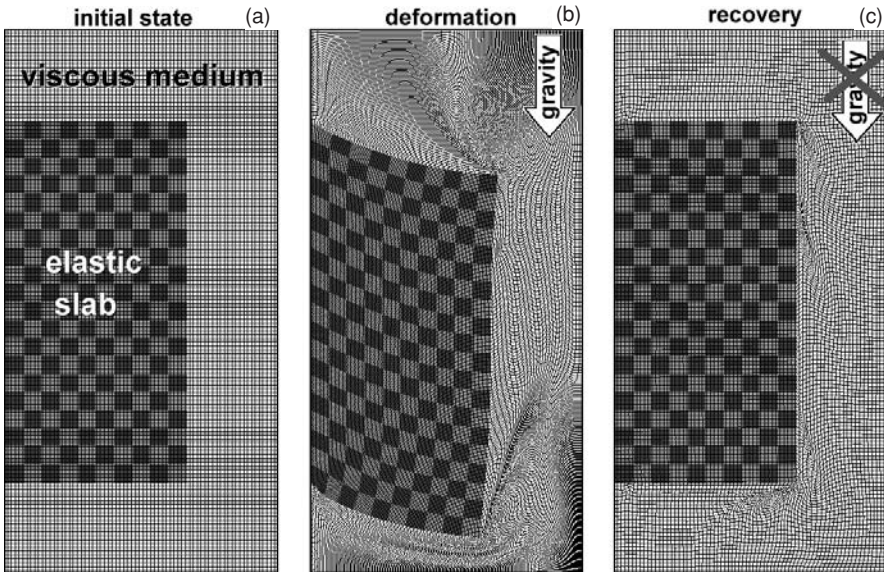 initial state
(a)
viscous medium
elastic
slab
deformation
(b)
gravity
recovery
(c)
gravity